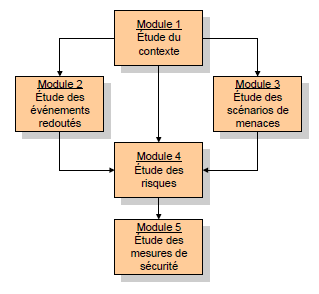 Module 1
Étude du
contexte
Module 2
Étude des
événements
redoutés
Module 3
Étude des
scénarios de
menaces
Module 4
Étude des
risques
Module 5
Étude des
mesures de
sécurité